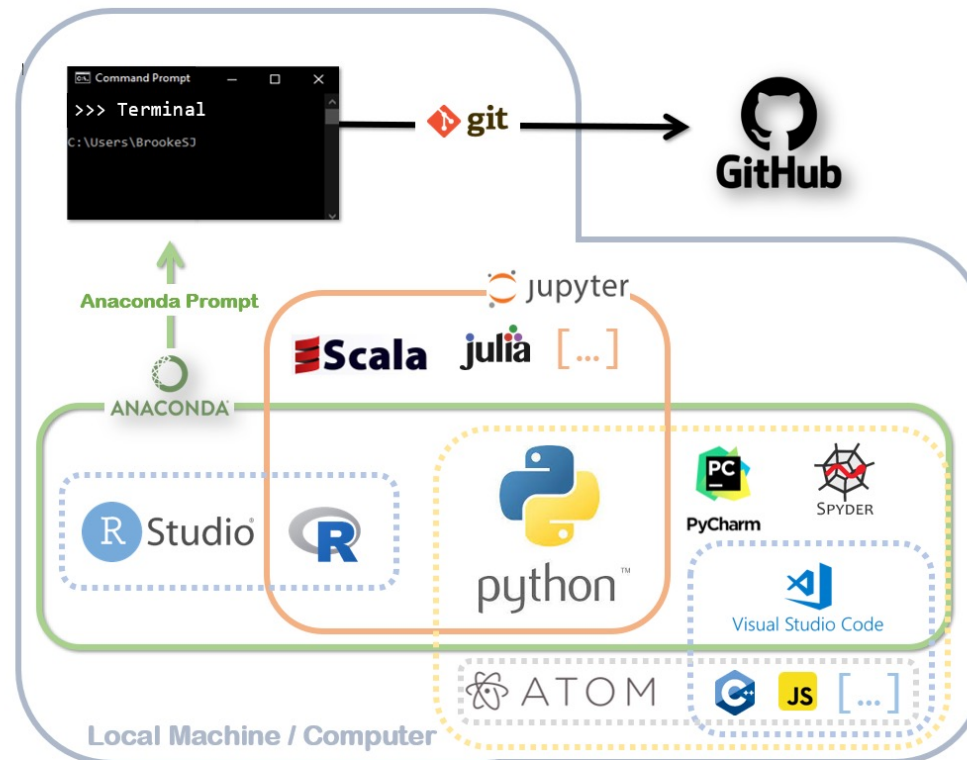 Command Prompt
>>> Terminal
C:\Users\BrookeSJ
git
GitHub
Anaconda Prompt
ANACONDA
jupyter
Scala
julia
[...]
R Studio
R
python™
PC
PyCharm
SPYDER
Visual Studio Code
ATOM
C++
JS
[...]
Local Machine / Computer